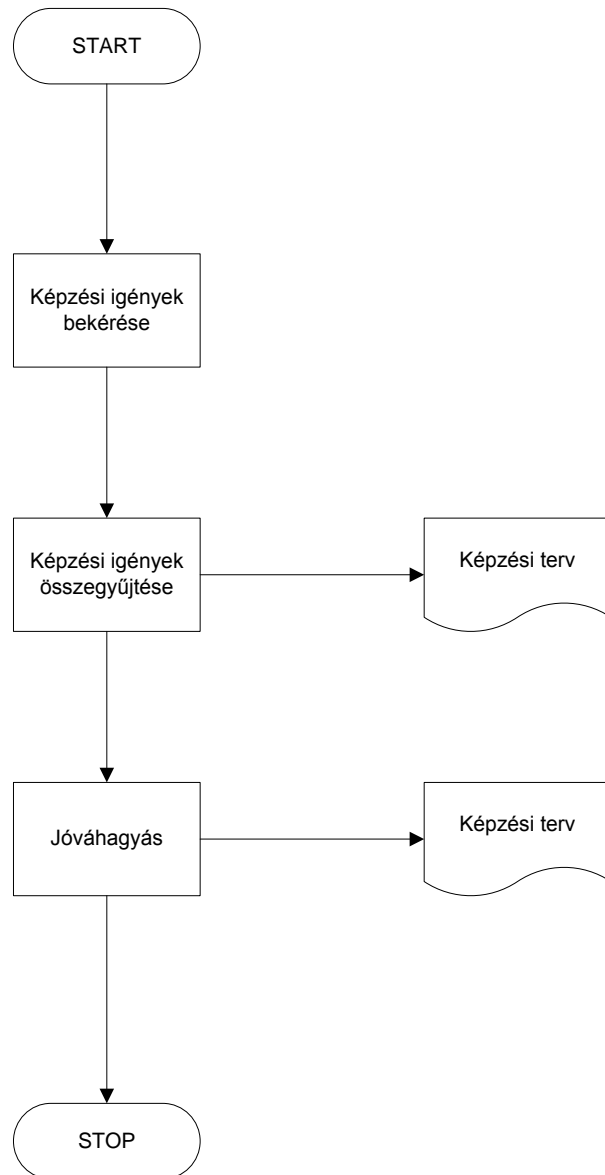 START
Képzési igények
bekérése
Képzési igények
összegyűjtése
Képzési terv
Jóváhagyás
Képzési terv
STOP